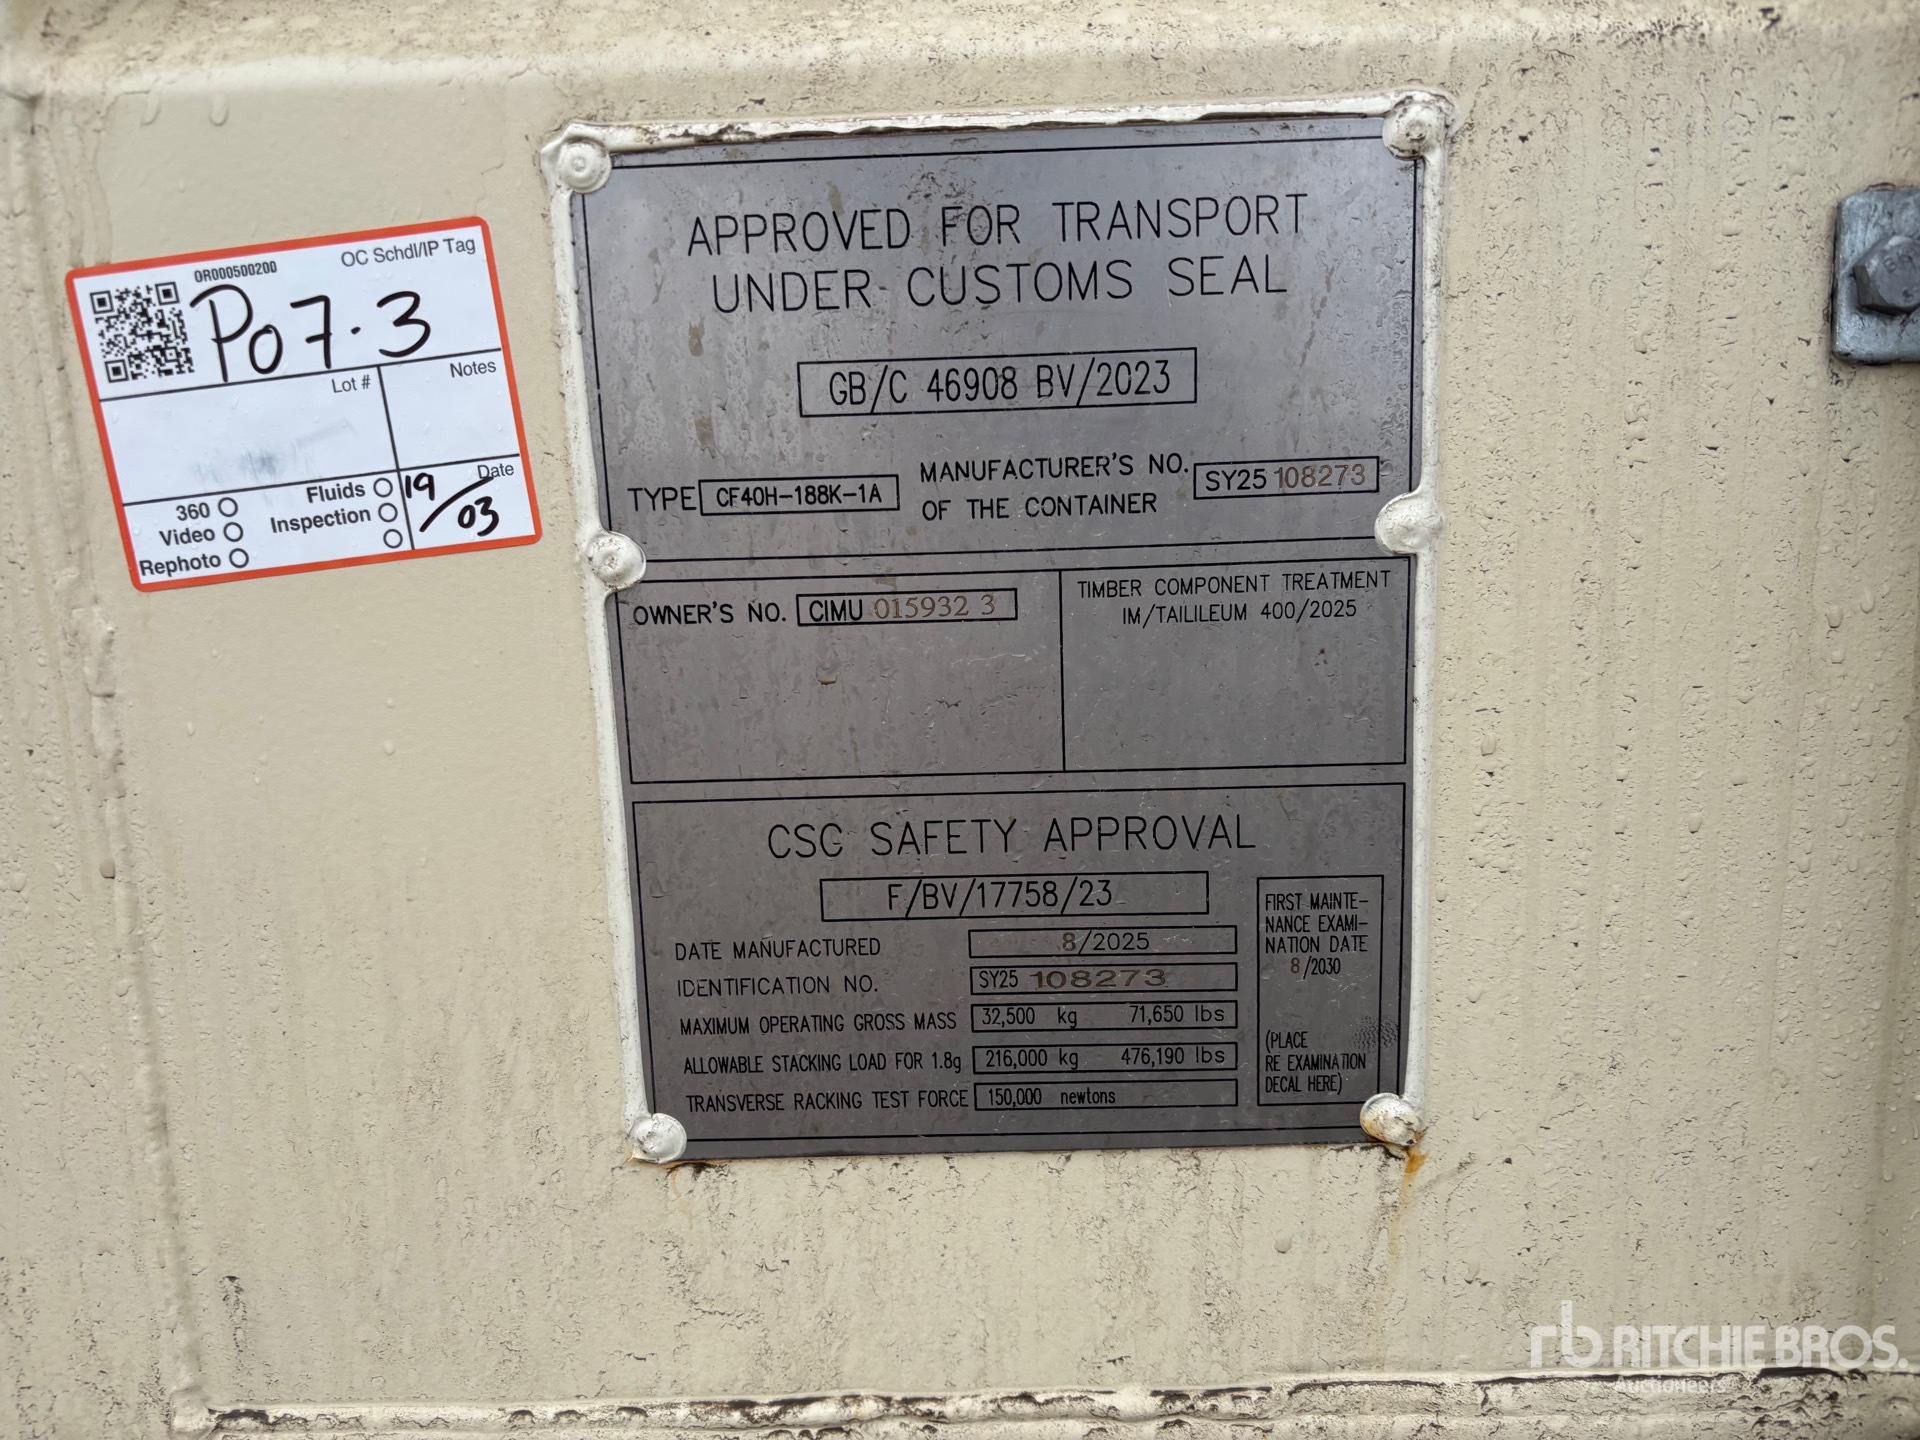 OR000500200
OC Schdl/IP Tag
P07.3
Lot #
Notes
Date
19/03
360
Video
Rephoto
Fluids
Inspection
APPROVED FOR TRANSPORT
UNDER CUSTOMS SEAL
GB/C 46908 BV/2023
TYPE CF40H-188K-1A
MANUFACTURER'S NO.
OF THE CONTAINER
SY25 108273
OWNER'S NO. CIMU 015932 3
TIMBER COMPONENT TREATMENT
IM/TAILILEUM 400/2025
CSC SAFETY APPROVAL
F/BV/17758/23
DATE MANUFACTURED 8/2025
IDENTIFICATION NO. SY25 108273
MAXIMUM OPERATING GROSS MASS 32,500 kg 71,650 lbs
ALLOWABLE STACKING LOAD FOR 1.8g 216,000 kg 476,190 lbs
TRANSVERSE RACKING TEST FORCE 150,000 newtons
FIRST MAINTE-
NANCE EXAMI-
NATION DATE
8/2030
(PLACE
RE EXAMINATION
DECAL HERE)
rb RITCHIE BROS.
Auctioneers